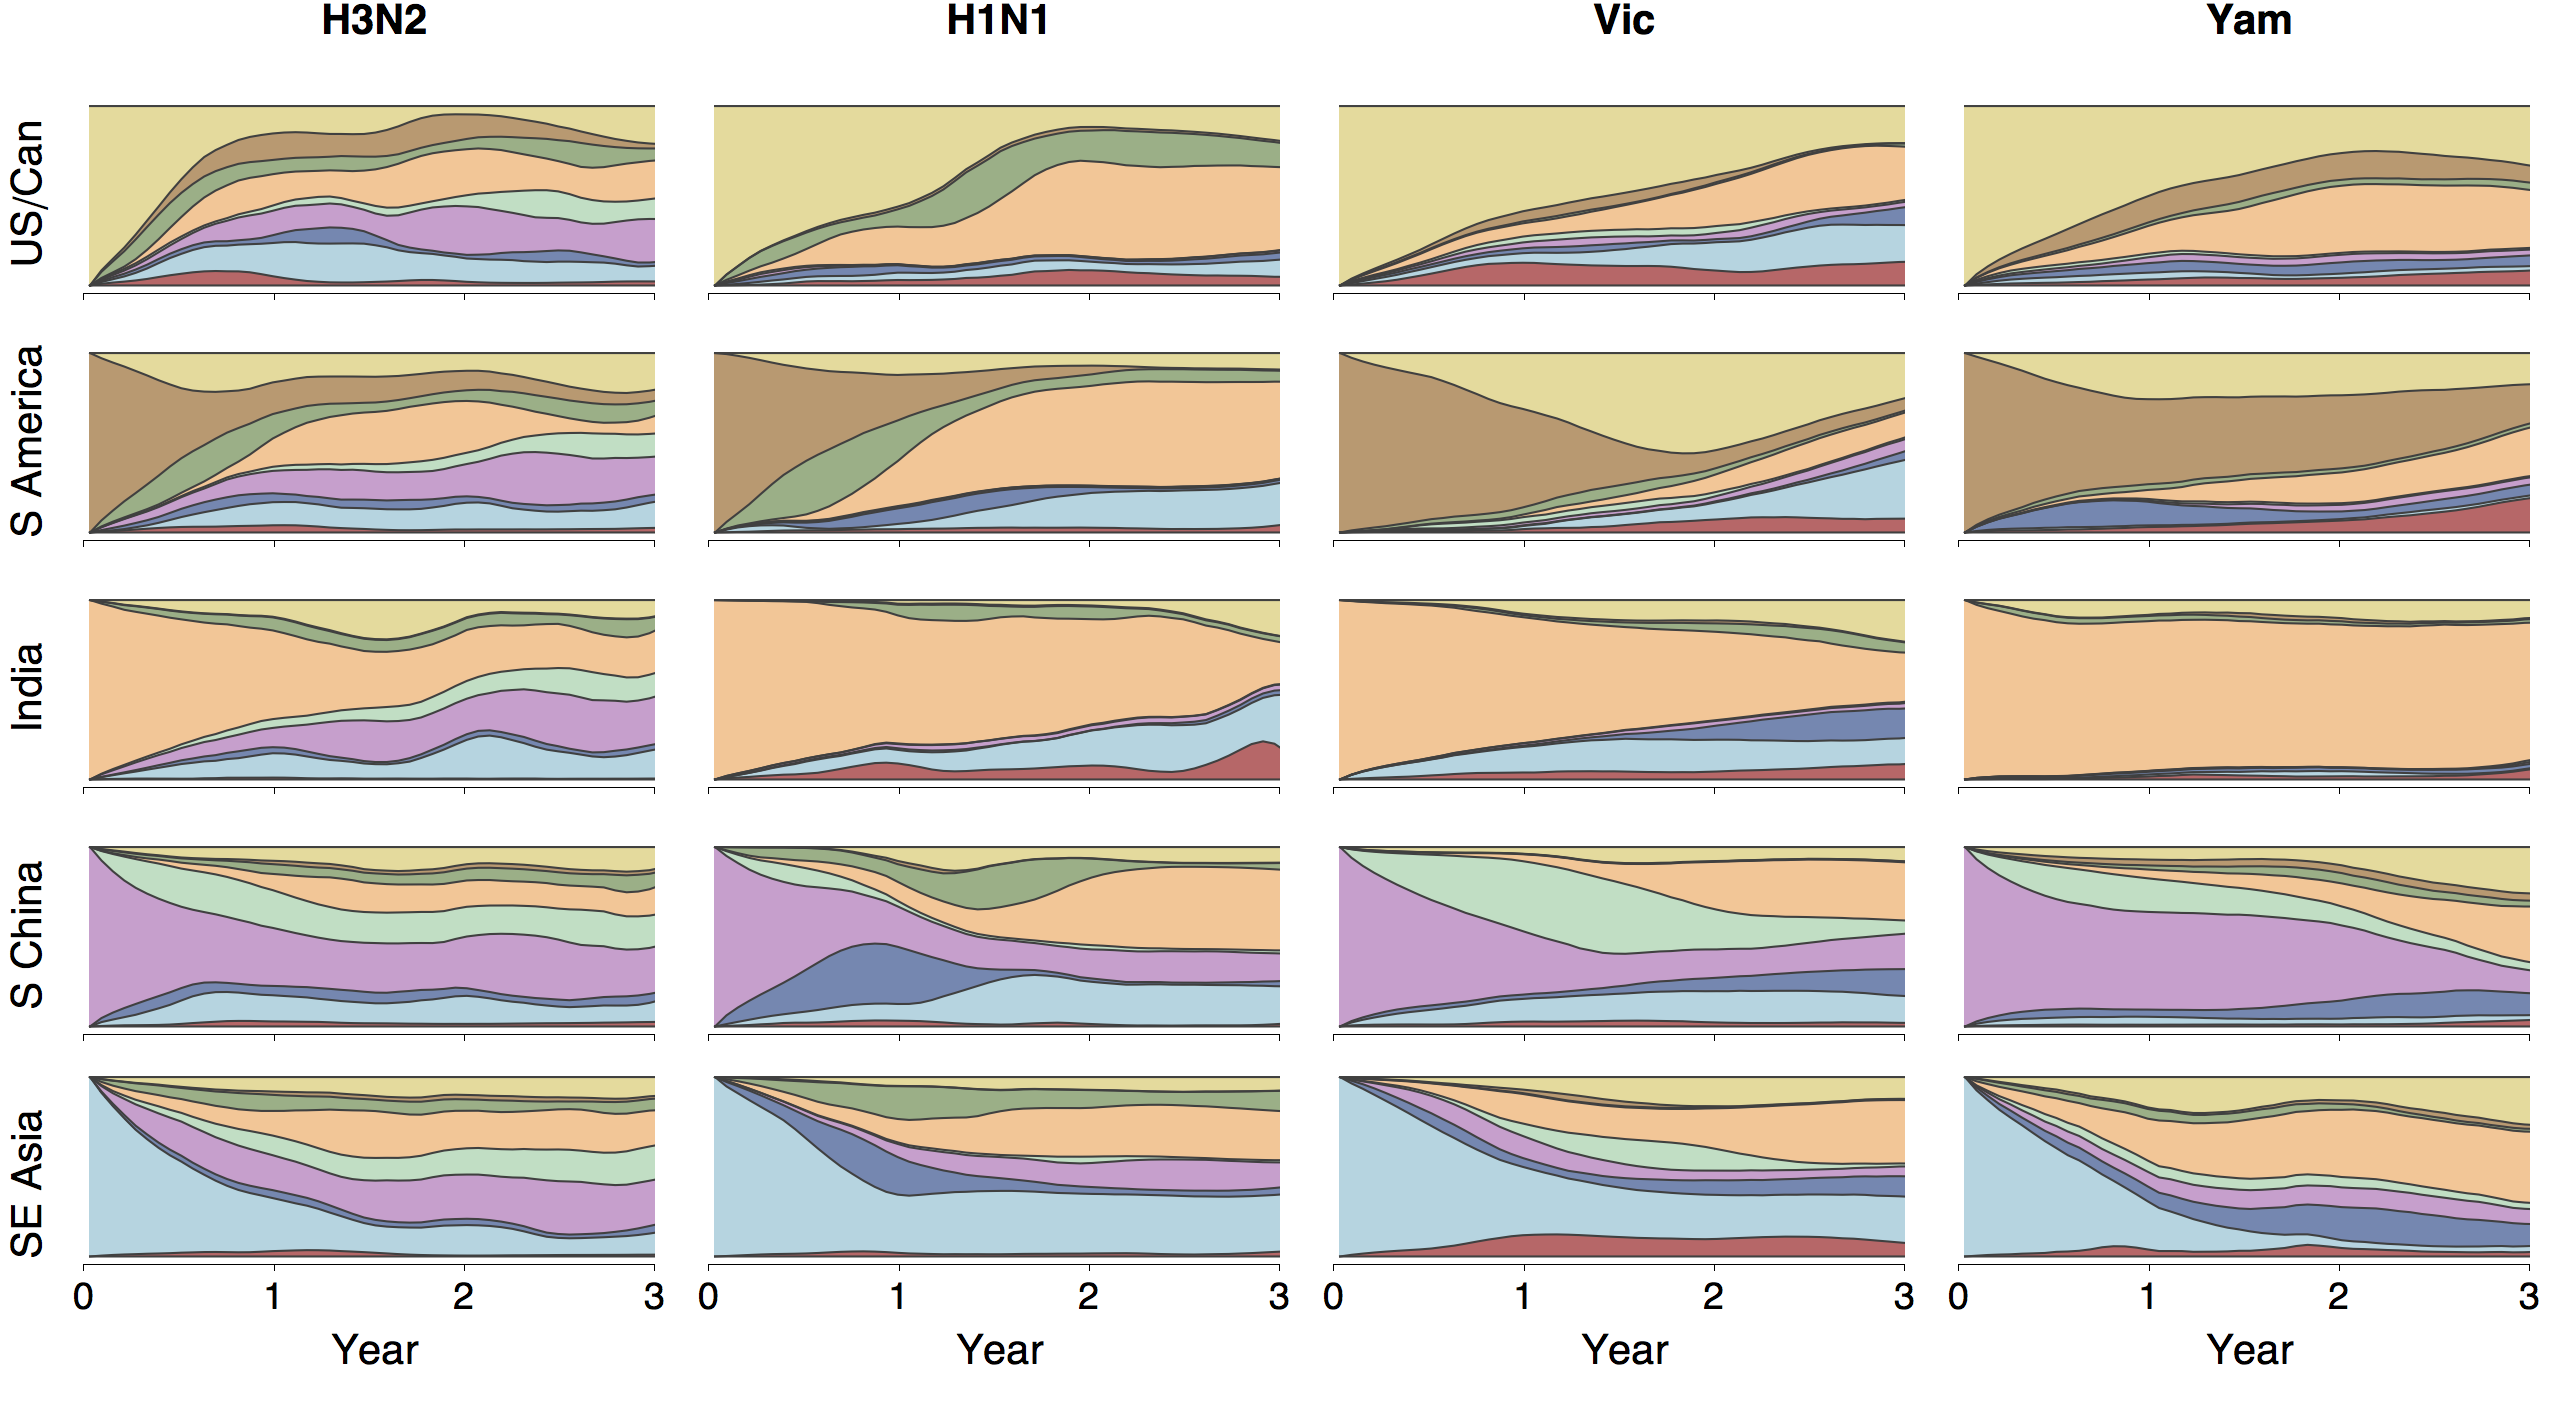 H3N2 H1N1 Vic Yam
US/Can
S America
India
S China
SE Asia
0 1 2 3 0 1 2 3 0 1 2 3 0 1 2 3
Year Year Year Year